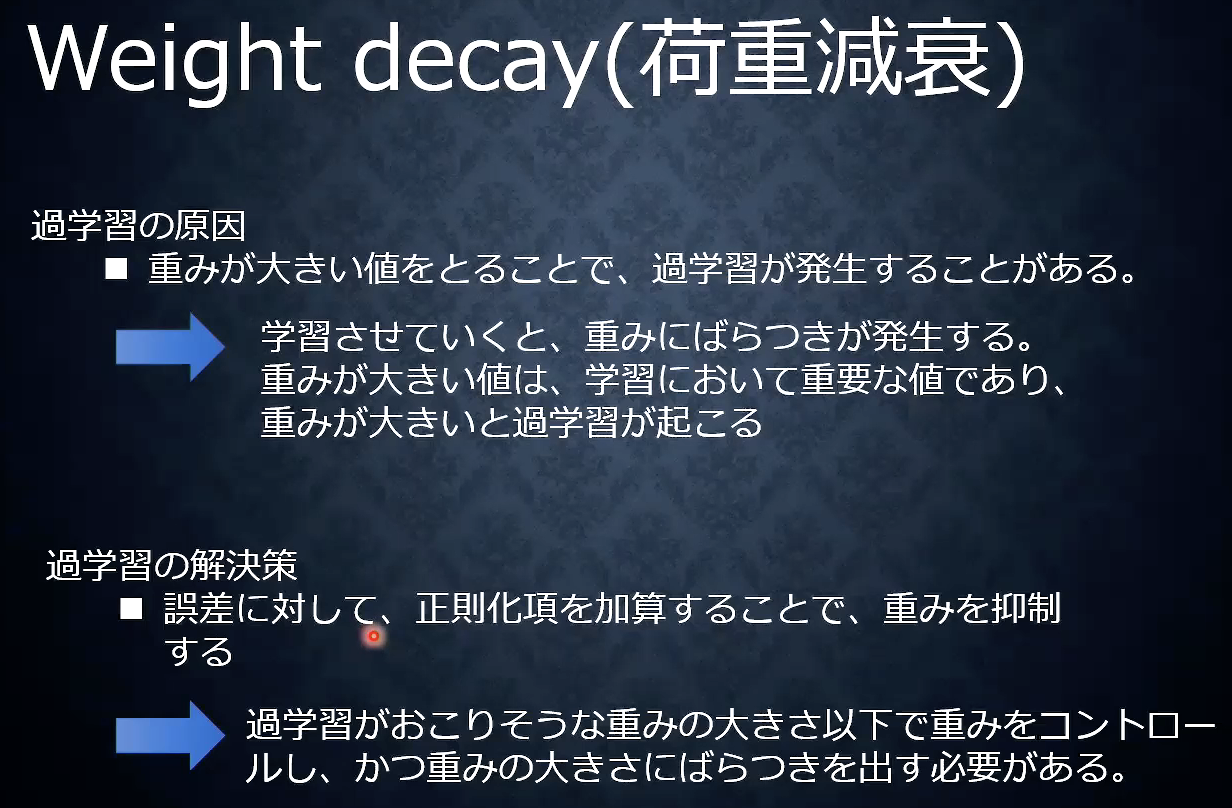 Weight decay(荷重減衰)
過学習の原因
■ 重みが大きい値をとることで、過学習が発生することがある。
学習させていくと、重みにばらつきが発生する。
重みが大きい値は、学習において重要な値であり、
重みが大きいと過学習が起こる
過学習の解決策
■ 誤差に対して、正則化項を加算することで、重みを抑制
する
過学習がおこりそうな重みの大きさ以下で重みをコントロー
ルし、かつ重みの大きさにばらつきを出す必要がある。